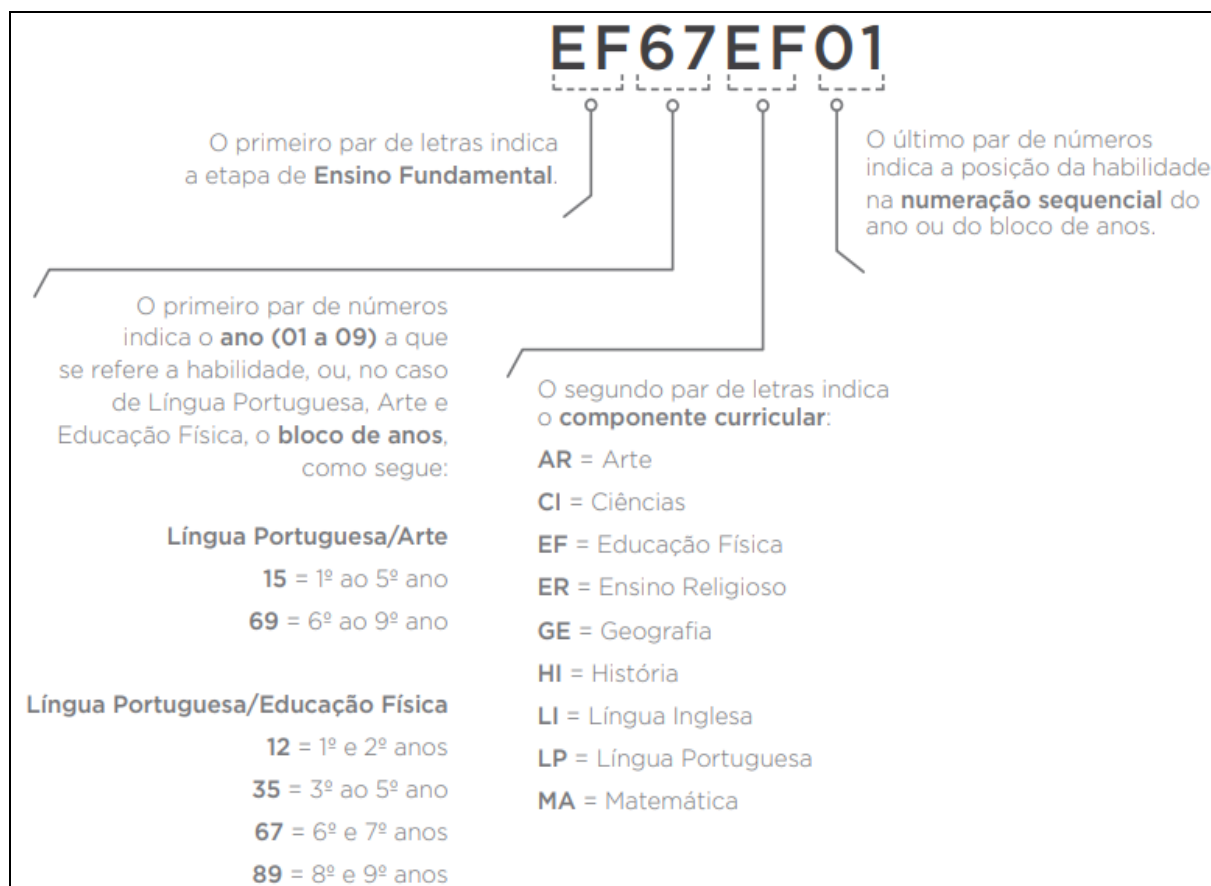 EF67EF01
O primeiro par de letras indica
a etapa de Ensino Fundamental.
O último par de números
indica a posição da habilidade
na numeração sequencial do
ano ou do bloco de anos.
O primeiro par de números
indica o ano (01 a 09) a que
se refere a habilidade, ou, no caso
de Língua Portuguesa, Arte e
Educação Física, o bloco de anos,
como segue:
Língua Portuguesa/Arte
15 = 1º ao 5º ano
69 = 6º ao 9º ano
Língua Portuguesa/Educação Física
12 = 1º e 2º anos
35 = 3º ao 5º ano
67 = 6º e 7º anos
89 = 8º e 9º anos
O segundo par de letras indica
o componente curricular:
AR = Arte
CI = Ciências
EF = Educação Física
ER = Ensino Religioso
GE = Geografia
HI = História
LI = Língua Inglesa
LP = Língua Portuguesa
MA = Matemática